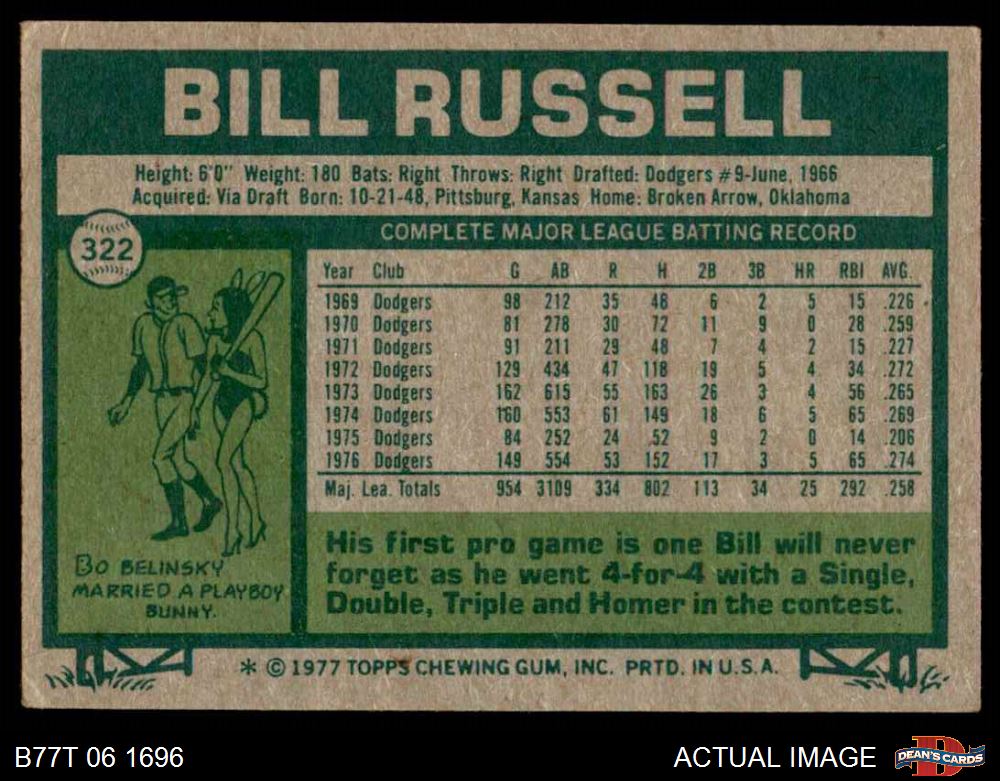 BILL RUSSELL
Height: 6'0" Weight: 180 Bats: Right Throws: Right Drafted: Dodgers #9-June, 1966
Acquired: Via Draft Born: 10-21-48, Pittsburg, Kansas Home: Broken Arrow, Oklahoma
322
COMPLETE MAJOR LEAGUE BATTING RECORD
Year Club G AB R H 2B 3B HR RBI AVG.
1969 Dodgers 98 212 35 48 6 2 5 15 .226
1970 Dodgers 81 278 30 72 11 9 0 28 .259
1971 Dodgers 91 211 29 48 7 4 2 15 .227
1972 Dodgers 129 434 47 118 19 5 4 34 .272
1973 Dodgers 162 615 55 163 26 3 4 56 .265
1974 Dodgers 160 553 61 149 18 6 5 65 .269
1975 Dodgers 84 252 24 52 9 2 0 14 .206
1976 Dodgers 149 554 53 152 17 3 5 65 .274
Maj. Lea. Totals 954 3109 334 802 113 34 25 292 .258
BO BELINSKY
MARRIED A PLAYBOY
BUNNY.
His first pro game is one Bill will never
forget as he went 4-for-4 with a Single,
Double, Triple and Homer in the contest.
* © 1977 TOPPS CHEWING GUM, INC. PRTD. IN U.S.A.
B77T 06 1696
ACTUAL IMAGE
D
DEAN'S CARDS